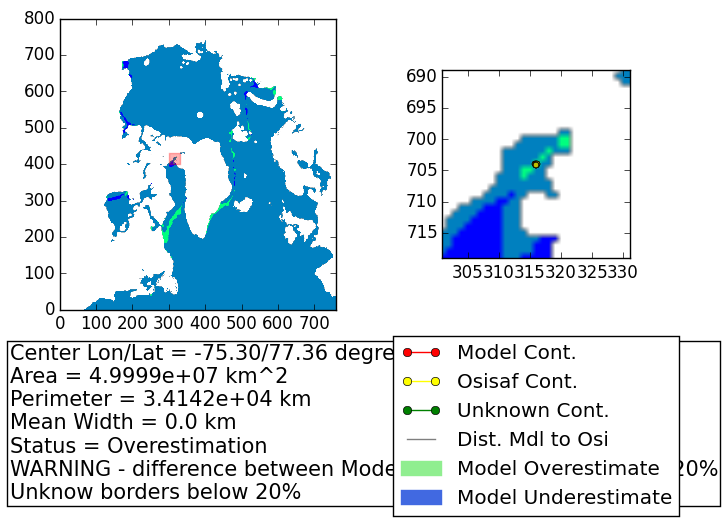 800
700
600
500
400
300
200
100
0
0 100 200 300 400 500 600 700
690
695
700
705
710
715
305 310 315 320 325 330
Center Lon/Lat = -75.30/77.36 degre
Area = 4.9999e+07 km^2
Perimeter = 3.4142e+04 km
Mean Width = 0.0 km
Status = Overestimation
WARNING - difference between Mode 20%
Unknow borders below 20%
Model Cont.
Osisaf Cont.
Unknown Cont.
Dist. Mdl to Osi
Model Overestimate
Model Underestimate